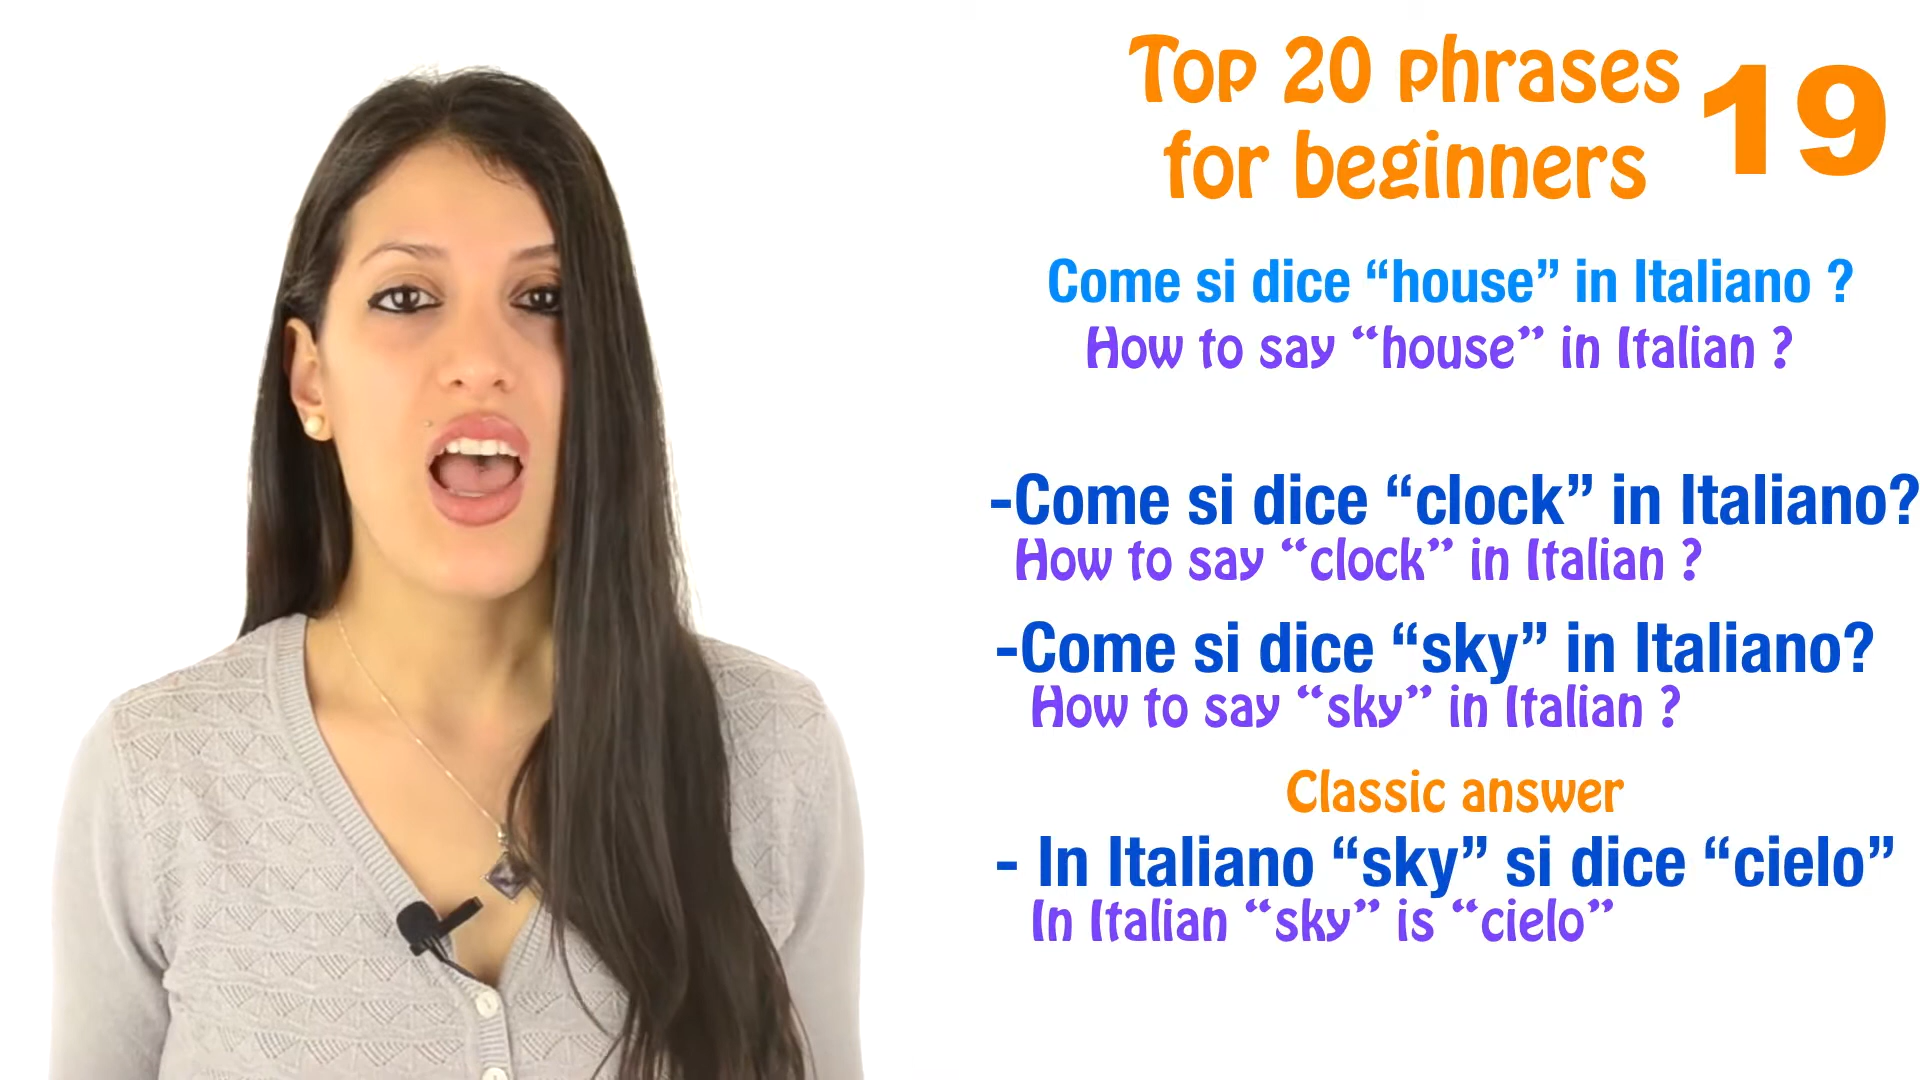 Top 20 phrases
for beginners
19
Come si dice “house” in Italiano ?
How to say “house” in Italian ?
-Come si dice “clock” in Italiano?
How to say “clock” in Italian ?
-Come si dice “sky” in Italiano?
How to say “sky” in Italian ?
Classic answer
- In Italiano “sky” si dice “cielo”
In Italian “sky” is “cielo”